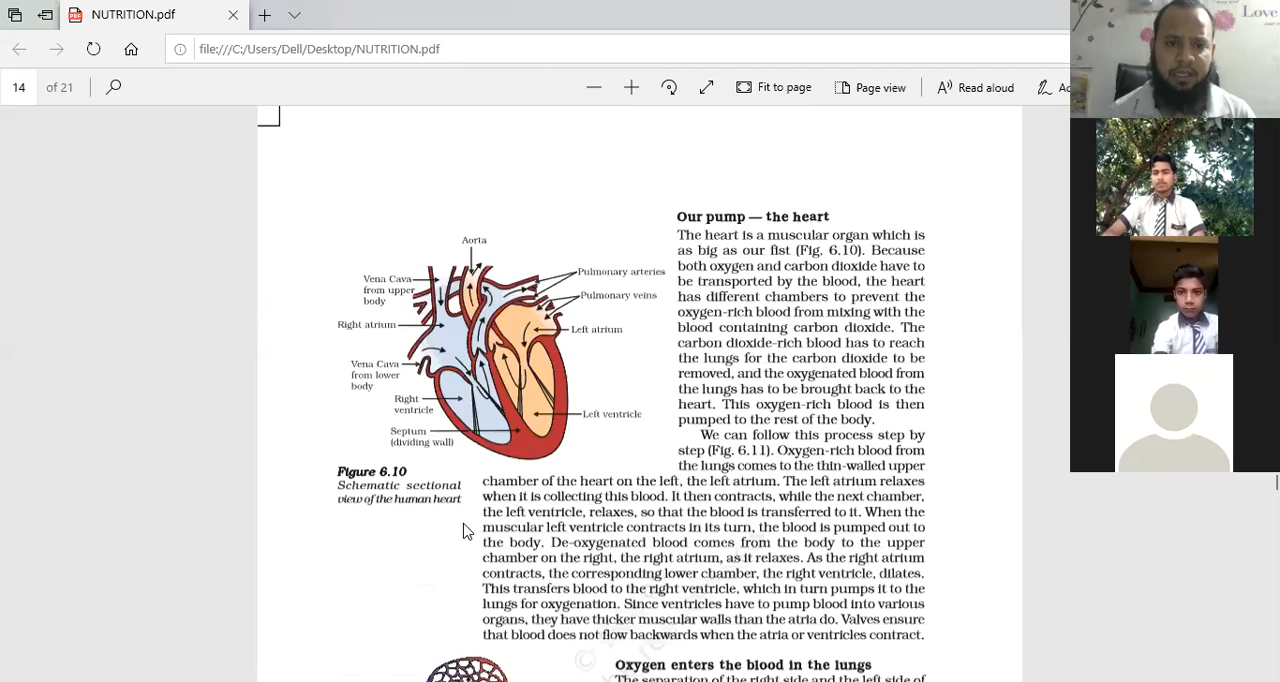 NUTRITION.pdf
Love
file:///C:/Users/Dell/Desktop/NUTRITION.pdf
14 of 21
Fit to page
Page view
Read aloud
Our pump — the heart
The heart is a muscular organ which is
as big as our fist (Fig. 6.10). Because
both oxygen and carbon dioxide have to
be transported by the blood, the heart
has different chambers to prevent the
oxygen-rich blood from mixing with the
blood containing carbon dioxide. The
carbon dioxide-rich blood has to reach
the lungs for the carbon dioxide to be
removed, and the oxygenated blood from
the lungs has to be brought back to the
heart. This oxygen-rich blood is then
pumped to the rest of the body.
We can follow this process step by
step (Fig. 6.11). Oxygen-rich blood from
the lungs comes to the thin-walled upper
chamber of the heart on the left, the left atrium. The left atrium relaxes
when it is collecting this blood. It then contracts, while the next chamber,
the left ventricle, relaxes, so that the blood is transferred to it. When the
muscular left ventricle contracts in its turn, the blood is pumped out to
the body. De-oxygenated blood comes from the body to the upper
chamber on the right, the right atrium, as it relaxes. As the right atrium
contracts, the corresponding lower chamber, the right ventricle, dilates.
This transfers blood to the right ventricle, which in turn pumps it to the
lungs for oxygenation. Since ventricles have to pump blood into various
organs, they have thicker muscular walls than the atria do. Valves ensure
that blood does not flow backwards when the atria or ventricles contract.
Aorta
Pulmonary arteries
Vena Cava
from upper
body
Pulmonary veins
Right atrium
Left atrium
Vena Cava
from lower
body
Right
ventricle
Left ventricle
Septum
(dividing wall)
Figure 6.10
Schematic sectional
view of the human heart
Oxygen enters the blood in the lungs
The separation of the right side and the left side of